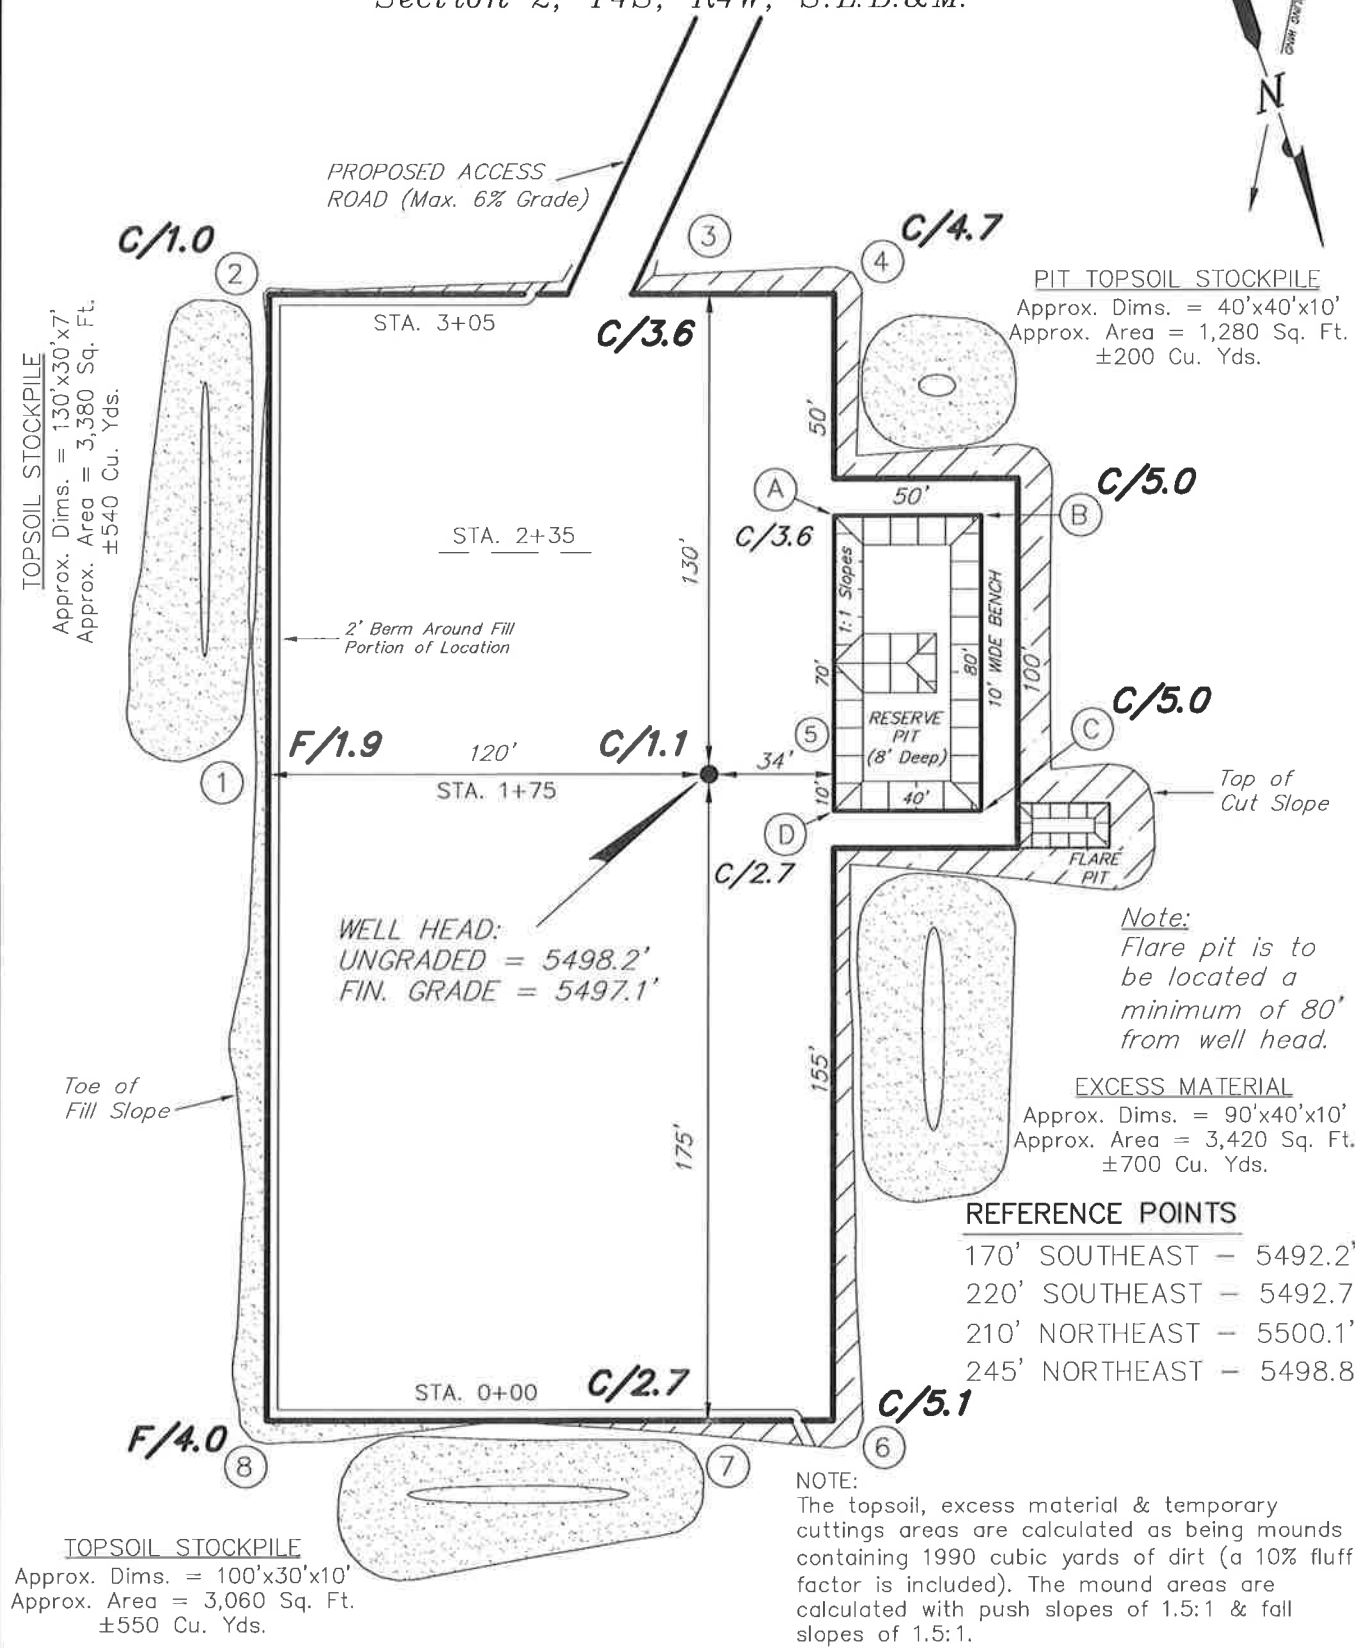 Section 2, T4S, R4W, S.L.B.&M.
N
PROPOSED ACCESS
ROAD (Max. 6% Grade)
C/1.0
2
3
C/4.7
4
STA. 3+05
C/3.6
PIT TOPSOIL STOCKPILE
Approx. Dims. = 40'x40'x10'
Approx. Area = 1,280 Sq. Ft.
±200 Cu. Yds.
TOPSOIL STOCKPILE
Approx. Dims. = 130'x30'x7'
Approx. Area = 3,380 Sq. Ft.
±540 Cu. Yds.
50'
A
50'
C/5.0
B
C/3.6
STA. 2+35
130'
1:1 Slopes
10' WIDE BENCH
2' Berm Around Fill
Portion of Location
70'
80'
100'
RESERVE
PIT
(8' Deep)
C/5.0
C
5
F/1.9
120'
C/1.1
34'
1
STA. 1+75
10'
40'
Top of
Cut Slope
D
FLARE
PIT
C/2.7
WELL HEAD:
UNGRADED = 5498.2'
FIN. GRADE = 5497.1'
Note:
Flare pit is to
be located a
minimum of 80'
from well head.
Toe of
Fill Slope
155'
175'
EXCESS MATERIAL
Approx. Dims. = 90'x40'x10'
Approx. Area = 3,420 Sq. Ft.
±700 Cu. Yds.
REFERENCE POINTS
170' SOUTHEAST - 5492.2'
220' SOUTHEAST - 5492.7
210' NORTHEAST - 5500.1'
245' NORTHEAST - 5498.8
STA. 0+00
C/2.7
C/5.1
F/4.0
8
7
6
TOPSOIL STOCKPILE
Approx. Dims. = 100'x30'x10'
Approx. Area = 3,060 Sq. Ft.
±550 Cu. Yds.
NOTE:
The topsoil, excess material & temporary
cuttings areas are calculated as being mounds
containing 1990 cubic yards of dirt (a 10% fluff
factor is included). The mound areas are
calculated with push slopes of 1.5:1 & fall
slopes of 1.5:1.